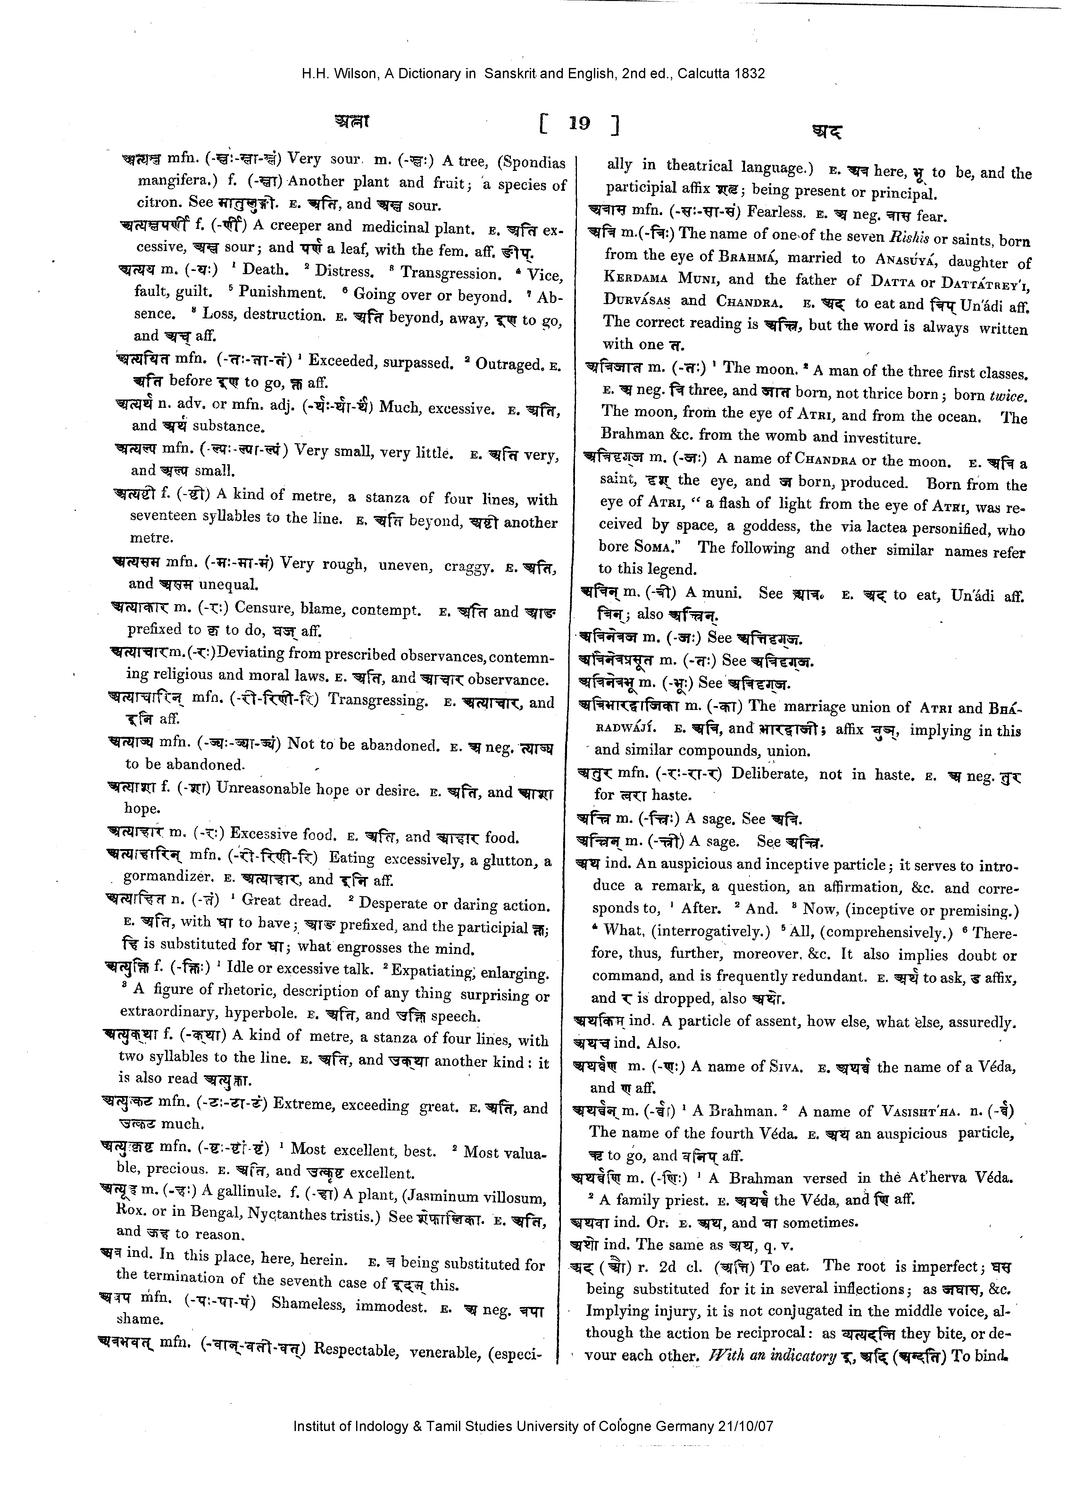 H.H. Wilson, A Dictionary in Sanskrit and English, 2nd ed., Calcutta 1832
अत्या
[ 19 ]
अद
अत्यम्ल mfn. (-म्लः-म्ला-म्लं) Very sour. m. (-म्लः) A tree, (Spondias
mangifera.) f. (-म्ला) Another plant and fruit; a species of
citron. See मातुलुङ्गी. E. अति, and अम्ल sour.
अत्यम्लपर्णी f. (-र्णी) A creeper and medicinal plant. E. अति ex-
cessive, अम्ल sour; and पर्ण a leaf, with the fem. aff. ङीप्.
अत्यय m. (-यः) 1 Death. 2 Distress. 3 Transgression. 4 Vice,
fault, guilt. 5 Punishment. 6 Going over or beyond. 7 Ab-
sence. 8 Loss, destruction. E. अति beyond, away, इण to go,
and अच् aff.
अत्ययित mfn. (-तः-ता-तं) 1 Exceeded, surpassed. 2 Outraged. E.
अति before इण to go, क्त aff.
अत्यर्थ n. adv. or mfn. adj. (-र्थः-र्था-र्थं) Much, excessive. E. अति,
and अर्थ substance.
अत्यल्प mfn. (-ल्पः-ल्पा-ल्पं) Very small, very little. E. अति very,
and अल्प small.
अत्यष्टी f. (-ष्टी) A kind of metre, a stanza of four lines, with
seventeen syllables to the line. E. अति beyond, अष्टी another
metre.
अत्यसम mfn. (-मः-मा-मं) Very rough, uneven, craggy. E. अति,
and असम unequal.
अत्याकार m. (-रः) Censure, blame, contempt. E. अति and आङ
prefixed to कृ to do, घञ् aff.
अत्याचार m. (-रः) Deviating from prescribed observances, contemn-
ing religious and moral laws. E. अति, and आचार observance.
अत्याचारिन् mfn. (-री-रिणी-रि) Transgressing. E. अत्याचार, and
इनि aff.
अत्याज्य mfn. (-ज्यः-ज्या-ज्यं) Not to be abandoned. E. अ neg. त्याज्य
to be abandoned.
अत्याशा f. (-शा) Unreasonable hope or desire. E. अति, and आशा
hope.
अत्याहार m. (-रः) Excessive food. E. अति, and आहार food.
अत्याहारिन् mfn. (-री-रिणी-रि) Eating excessively, a glutton, a
gormandizer. E. अत्याहार, and इनि aff.
अत्याहित n. (-तं) 1 Great dread. 2 Desperate or daring action.
E. अति, with धा to have; आङ prefixed, and the participial क्त;
हि is substituted for धा; what engrosses the mind.
अत्युक्ति f. (-क्तिः) 1 Idle or excessive talk. 2 Expatiating, enlarging.
3 A figure of rhetoric, description of any thing surprising or
extraordinary, hyperbole. E. अति, and उक्ति speech.
अत्युक्था f. (-क्था) A kind of metre, a stanza of four lines, with
two syllables to the line. E. अति, and उक्था another kind: it
is also read अत्युक्ता.
अत्युत्कट mfn. (-टः-टा-टं) Extreme, exceeding great. E. अति, and
उत्कट much.
अत्युत्कृष्ट mfn. (-ष्टः-ष्टा-ष्टं) 1 Most excellent, best. 2 Most valua-
ble, precious. E. अति, and उत्कृष्ट excellent.
अत्यूह m. (-हः) A gallinule. f. (-हा) A plant, (Jasminum villosum,
Rox. or in Bengal, Nyctanthes tristis.) See शेफालिका. E. अति,
and ऊह to reason.
अत्र ind. In this place, here, herein. E. त्र being substituted for
the termination of the seventh case of इदम् this.
अत्रप mfn. (-पः-पा-पं) Shameless, immodest. E. अ neg. त्रपा
shame.
अत्रभवत् mfn. (-वान्-वती-वत्) Respectable, venerable, (especi-
ally in theatrical language.) E. अत्र here, भू to be, and the
participial affix शतृ; being present or principal.
अत्रास mfn. (-सः-सा-सं) Fearless. E. अ neg. त्रास fear.
अत्रि m.(-त्रिः) The name of one of the seven Rishis or saints, born
from the eye of BRAHMÁ, married to ANASÚYÁ, daughter of
KERDAMA MUNI, and the father of DATTA or DATTÁTREY'I,
DURVÁSAS and CHANDRA. E. अद् to eat and त्रिप् Un'ádi aff.
The correct reading is अत्त्रि, but the word is always written
with one त.
अत्रिजात m. (-तः) 1 The moon. 2 A man of the three first classes.
E. अ neg. त्रि three, and जात born, not thrice born; born twice.
The moon, from the eye of ATRI, and from the ocean. The
Brahman &c. from the womb and investiture.
अत्रिदृग्ज m. (-जः) A name of CHANDRA or the moon. E. अत्रि a
saint, दृश् the eye, and ज born, produced. Born from the
eye of ATRI, “ a flash of light from the eye of ATRI, was re-
ceived by space, a goddess, the via lactea personified, who
bore SOMA.” The following and other similar names refer
to this legend.
अत्रिन् m. (-त्री) A muni. See अत्रि. E. अद् to eat, Un'ádi aff.
त्रिन्; also अत्त्रिन्.
अत्रिनेत्रज m. (-जः) See अत्रिदृग्ज.
अत्रिनेत्रप्रसूत m. (-तः) See अत्रिदृग्ज.
अत्रिनेत्रभू m. (-भूः) See अत्रिदृग्ज.
अत्रिभारद्वाजिका m. (-का) The marriage union of ATRI and BHÁ-
RADWÁJÍ. E. अत्रि, and भारद्वाजी; affix वुञ्, implying in this
and similar compounds, union.
अतुर mfn. (-रः-रा-रं) Deliberate, not in haste. E. अ neg. तुर
for त्वरा haste.
अत्त्रि m. (-त्त्रिः) A sage. See अत्रि.
अत्त्रिन् m. (-त्त्री) A sage. See अत्त्रि.
अथ ind. An auspicious and inceptive particle; it serves to intro-
duce a remark, a question, an affirmation, &c. and corre-
sponds to, 1 After. 2 And. 3 Now, (inceptive or premising.)
4 What, (interrogatively.) 5 All, (comprehensively.) 6 There-
fore, thus, further, moreover. &c. It also implies doubt or
command, and is frequently redundant. E. अर्थ to ask, ड affix,
and र is dropped, also अथो.
अथकिम् ind. A particle of assent, how else, what else, assuredly.
अथच ind. Also.
अथर्वण m. (-णः) A name of SIVA. E. अथर्व the name of a Véda,
and ण aff.
अथर्वन् m. (-र्वा) 1 A Brahman. 2 A name of VASISHT'HA. n. (-र्व)
The name of the fourth Véda. E. अथ an auspicious particle,
ऋ to go, and वनिप् aff.
अथर्वणि m. (-णिः) 1 A Brahman versed in the At'herva Véda.
2 A family priest. E. अथर्व the Véda, and णि aff.
अथवा ind. Or. E. अथ, and वा sometimes.
अथो ind. The same as अथ, q. v.
अद् (औ) r. 2d cl. (अत्ति) To eat. The root is imperfect; घस
being substituted for it in several inflections; as जघास, &c.
Implying injury, it is not conjugated in the middle voice, al-
though the action be reciprocal: as व्यत्यदन्ति they bite, or de-
vour each other. With an indicatory इ, अदि (अन्दति) To bind.
Institut of Indology & Tamil Studies University of Cologne Germany 21/10/07